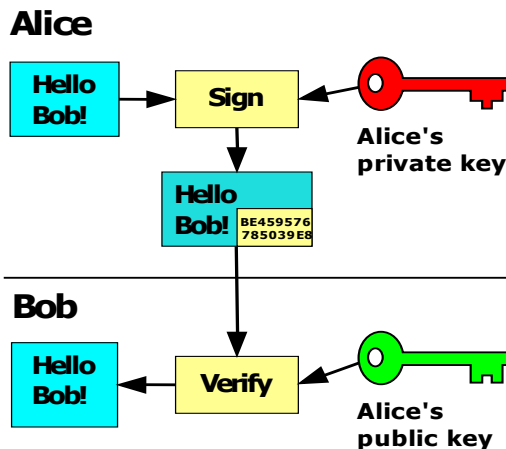 Alice
Hello
Bob!
Sign
Alice's
private key
Hello
Bob!
BE459576
785039E8
Bob
Hello
Bob!
Verify
Alice's
public key